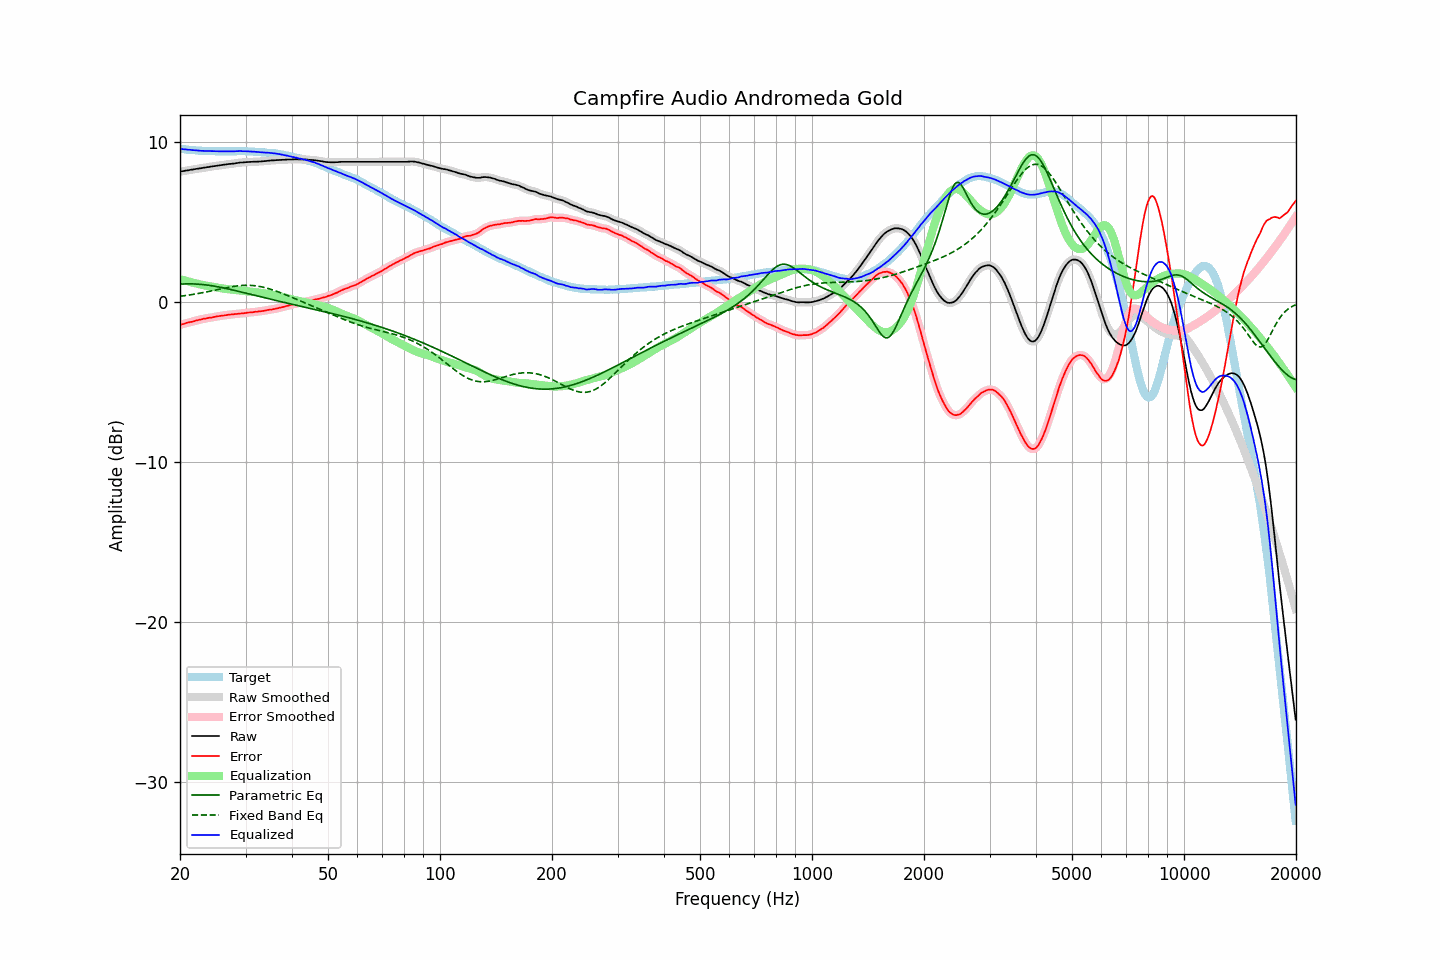 Campfire Audio Andromeda Gold
Amplitude (dBr)
10
0
−10
−20
−30
Target
Raw Smoothed
Error Smoothed
Raw
Error
Equalization
Parametric Eq
Fixed Band Eq
Equalized
20 50 100 200 500 1000 2000 5000 10000 20000
Frequency (Hz)